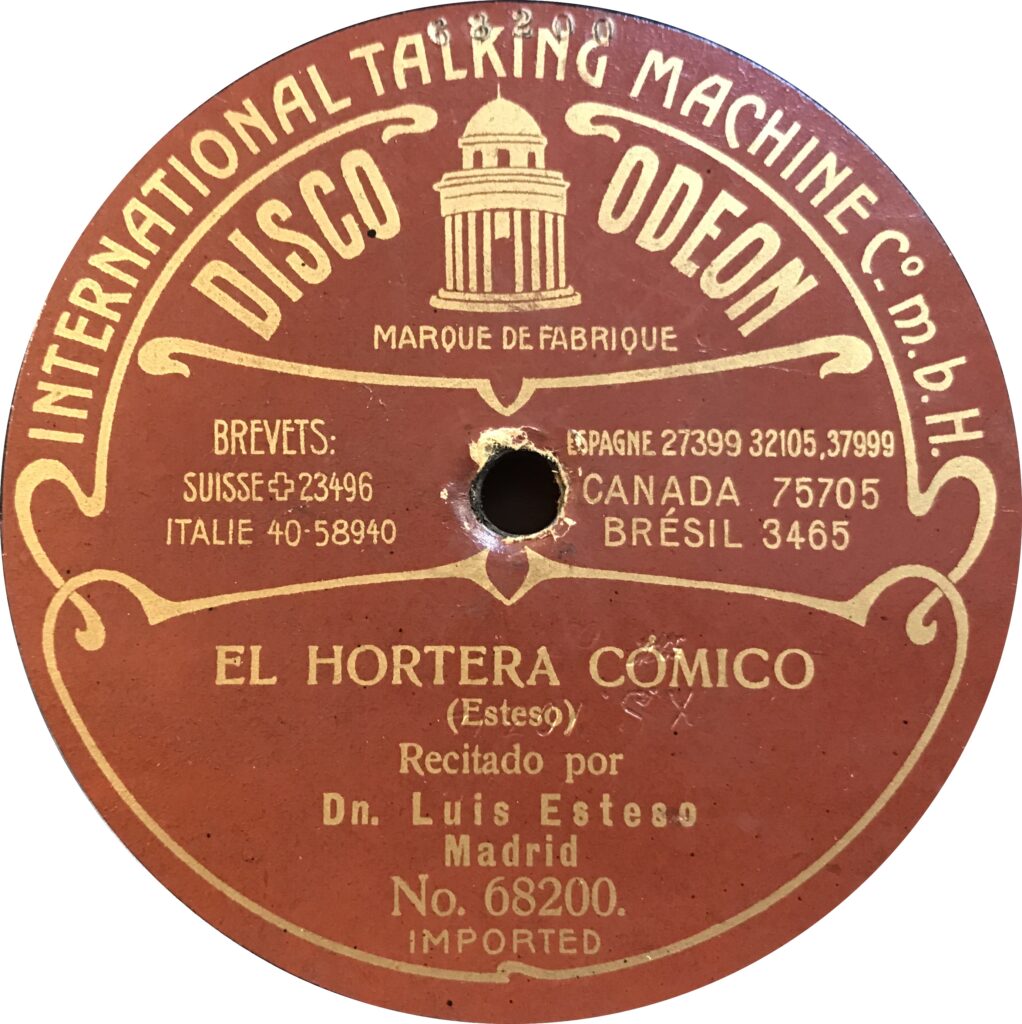 68200
INTERNATIONAL TALKING MACHINE Co. m.b.H.
DISCO ODEON
MARQUE DE FABRIQUE
BREVETS:
SUISSE 23496
ITALIE 40-58940
ESPAGNE 27399 32105,37999
CANADA 75705
BRÉSIL 3465
EL HORTERA CÓMICO
(Esteso)
Recitado por
Dn. Luis Esteso
Madrid
No. 68200.
IMPORTED